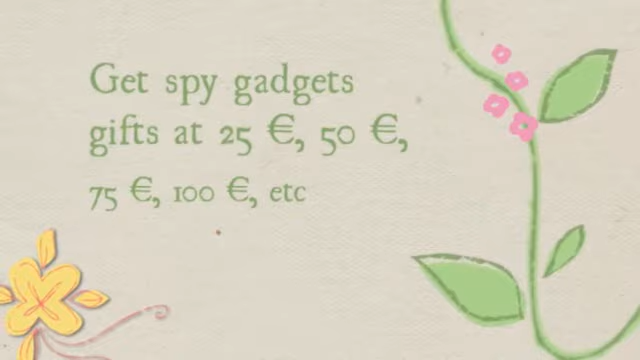 Get spy gadgets
gifts at 25 €, 50 €,
75 €, 100 €, etc